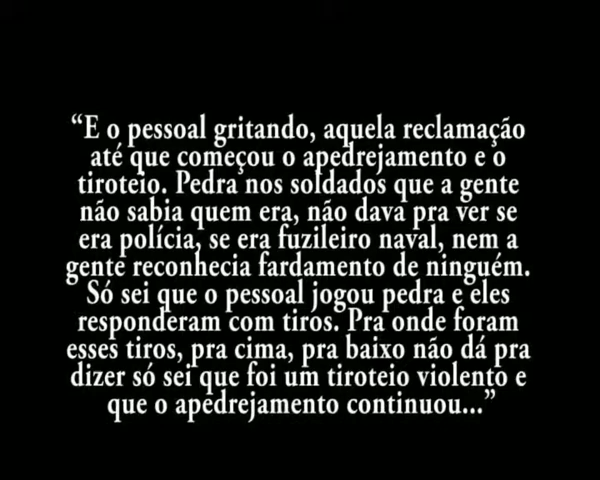 “E o pessoal gritando, aquela reclamação
até que começou o apedrejamento e o
tiroteio. Pedra nos soldados que a gente
não sabia quem era, não dava pra ver se
era polícia, se era fuzileiro naval, nem a
gente reconhecia fardamento de ninguém.
Só sei que o pessoal jogou pedra e eles
responderam com tiros. Pra onde foram
esses tiros, pra cima, pra baixo não dá pra
dizer só sei que foi um tiroteio violento e
que o apedrejamento continuou...”